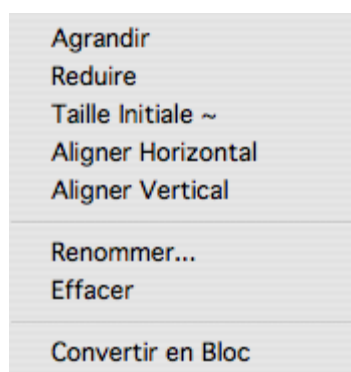 Agrandir
Reduire
Taille Initiale ~
Aligner Horizontal
Aligner Vertical
Renommer...
Effacer
Convertir en Bloc